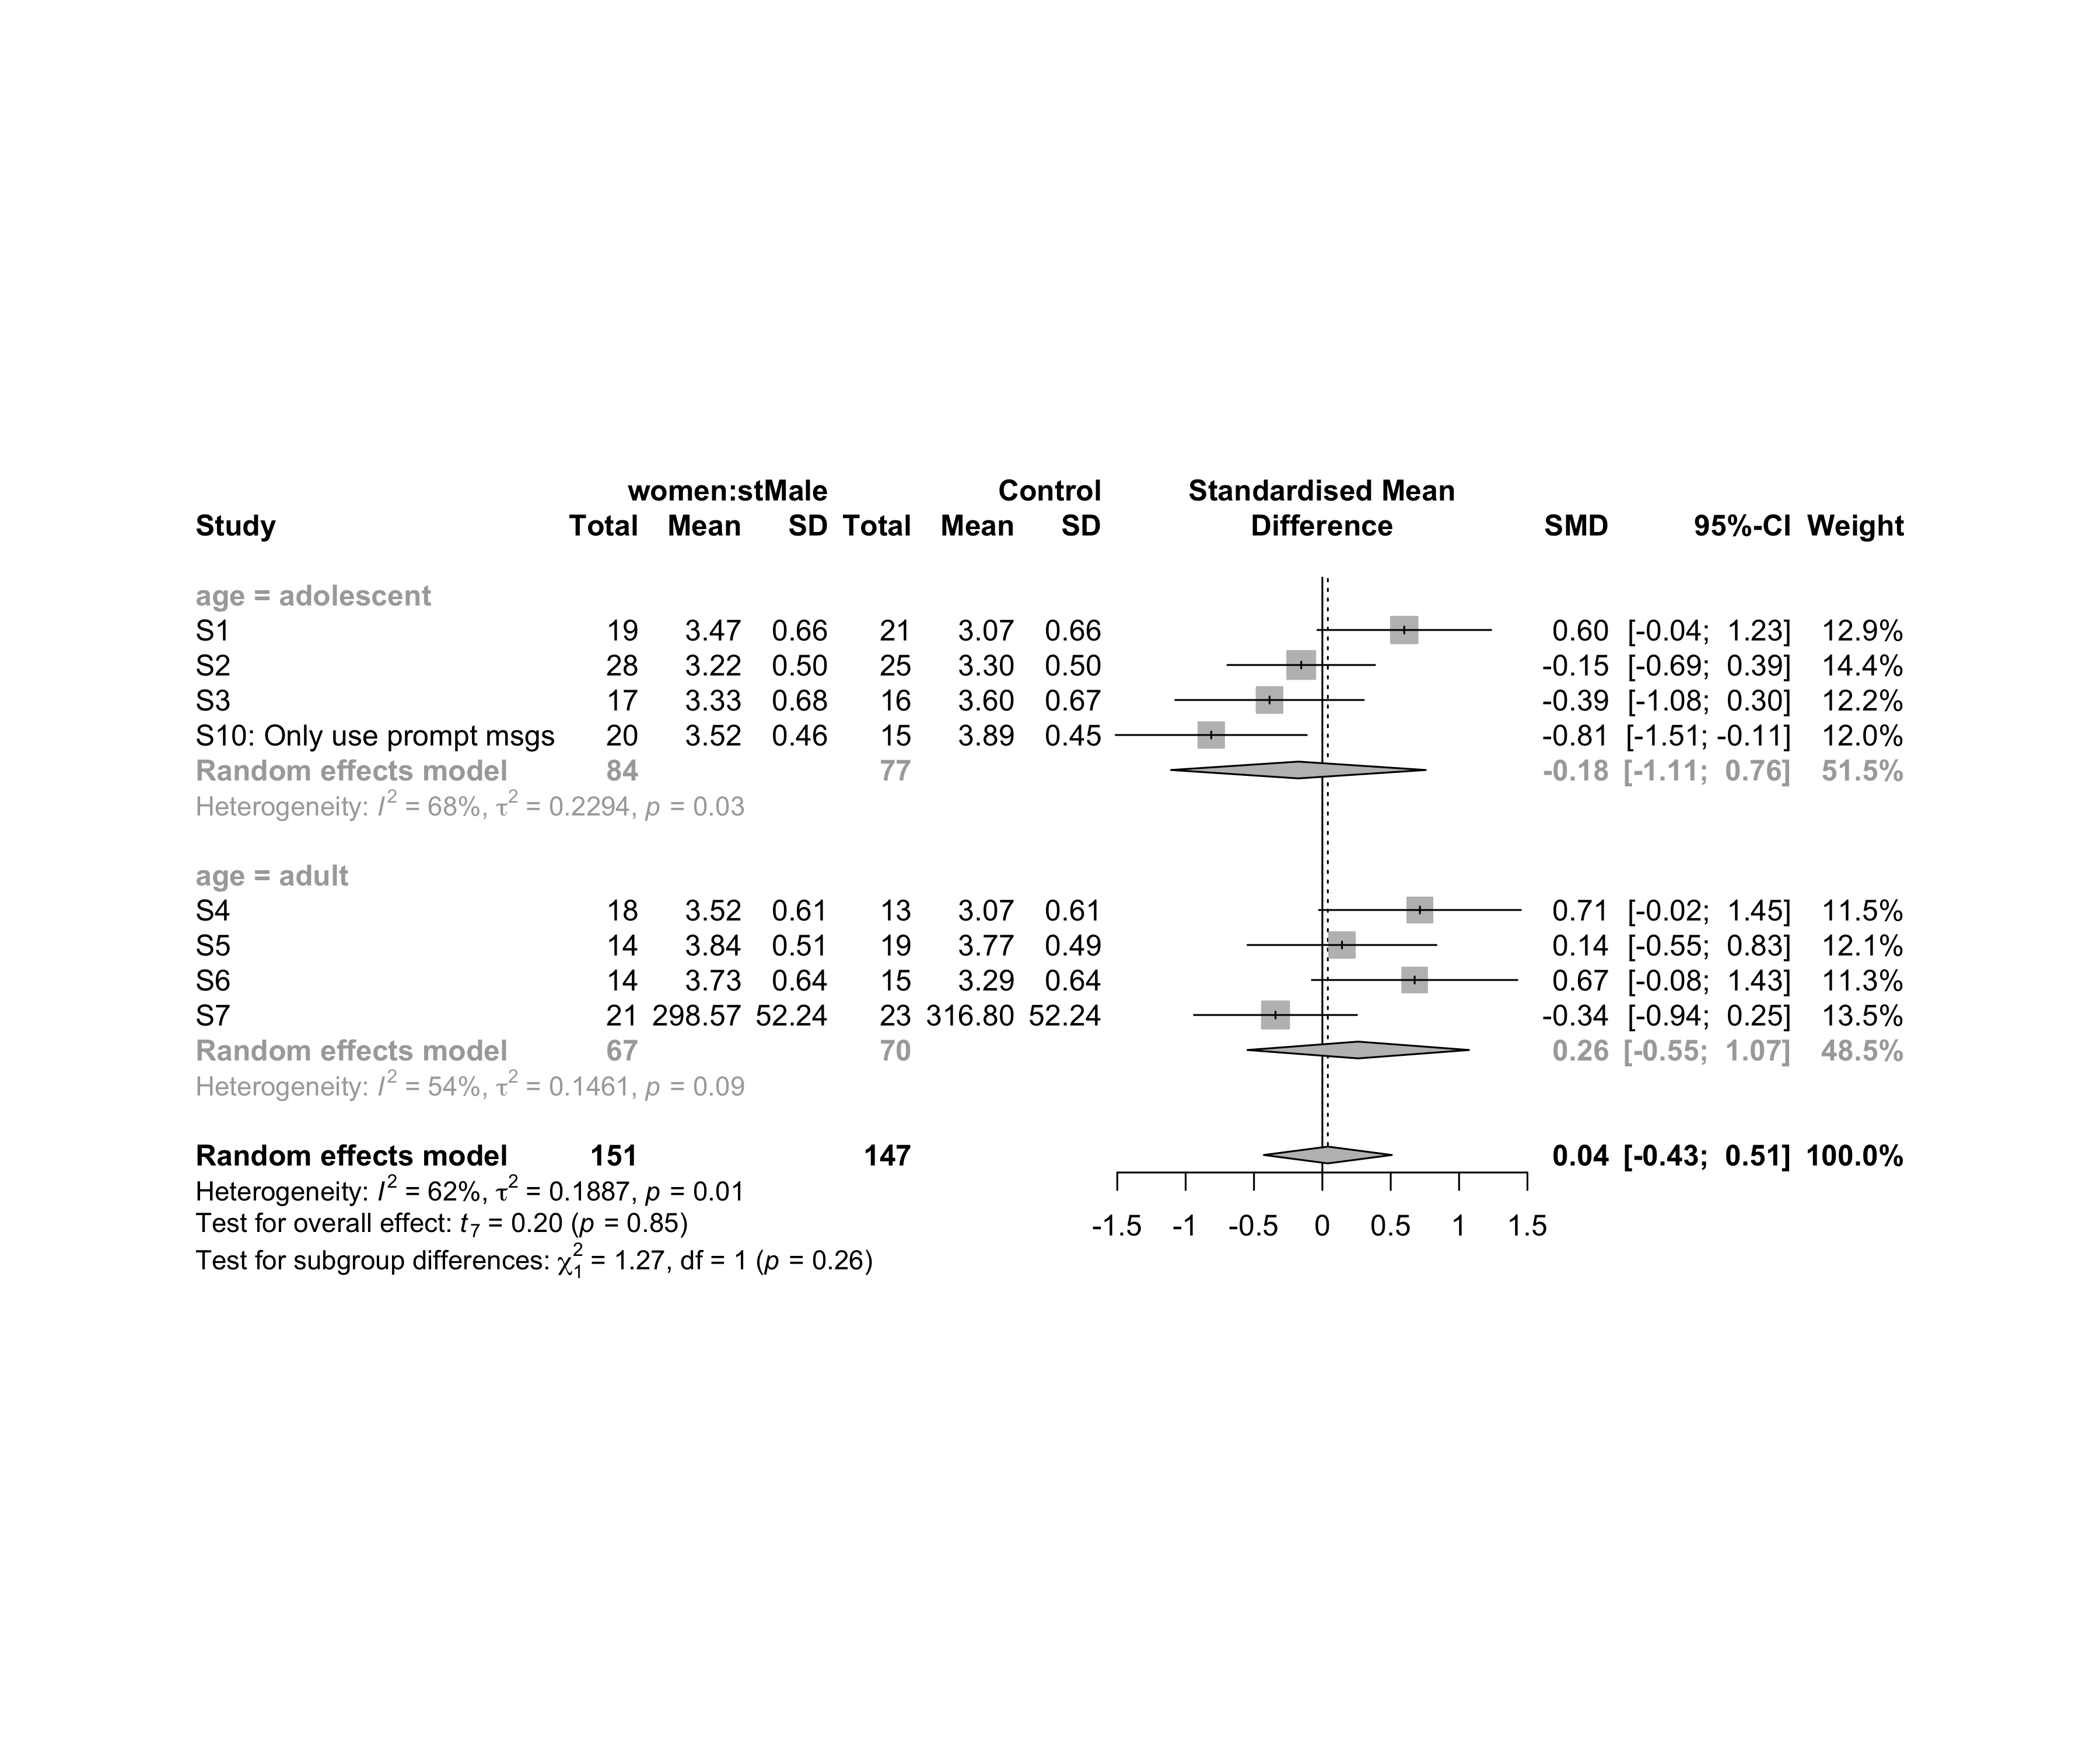 women:stMale Control Standardised Mean
Study Total Mean SD Total Mean SD Difference SMD 95%-CI Weight
age = adolescent
S1 19 3.47 0.66 21 3.07 0.66 0.60 [-0.04; 1.23] 12.9%
S2 28 3.22 0.50 25 3.30 0.50 -0.15 [-0.69; 0.39] 14.4%
S3 17 3.33 0.68 16 3.60 0.67 -0.39 [-1.08; 0.30] 12.2%
S10: Only use prompt msgs 20 3.52 0.46 15 3.89 0.45 -0.81 [-1.51; -0.11] 12.0%
Random effects model 84 77 -0.18 [-1.11; 0.76] 51.5%
Heterogeneity: I² = 68%, τ² = 0.2294, p = 0.03
age = adult
S4 18 3.52 0.61 13 3.07 0.61 0.71 [-0.02; 1.45] 11.5%
S5 14 3.84 0.51 19 3.77 0.49 0.14 [-0.55; 0.83] 12.1%
S6 14 3.73 0.64 15 3.29 0.64 0.67 [-0.08; 1.43] 11.3%
S7 21 298.57 52.24 23 316.80 52.24 -0.34 [-0.94; 0.25] 13.5%
Random effects model 67 70 0.26 [-0.55; 1.07] 48.5%
Heterogeneity: I² = 54%, τ² = 0.1461, p = 0.09
Random effects model 151 147 0.04 [-0.43; 0.51] 100.0%
Heterogeneity: I² = 62%, τ² = 0.1887, p = 0.01
Test for overall effect: t₇ = 0.20 (p = 0.85)
-1.5 -1 -0.5 0 0.5 1 1.5
Test for subgroup differences: χ₁² = 1.27, df = 1 (p = 0.26)